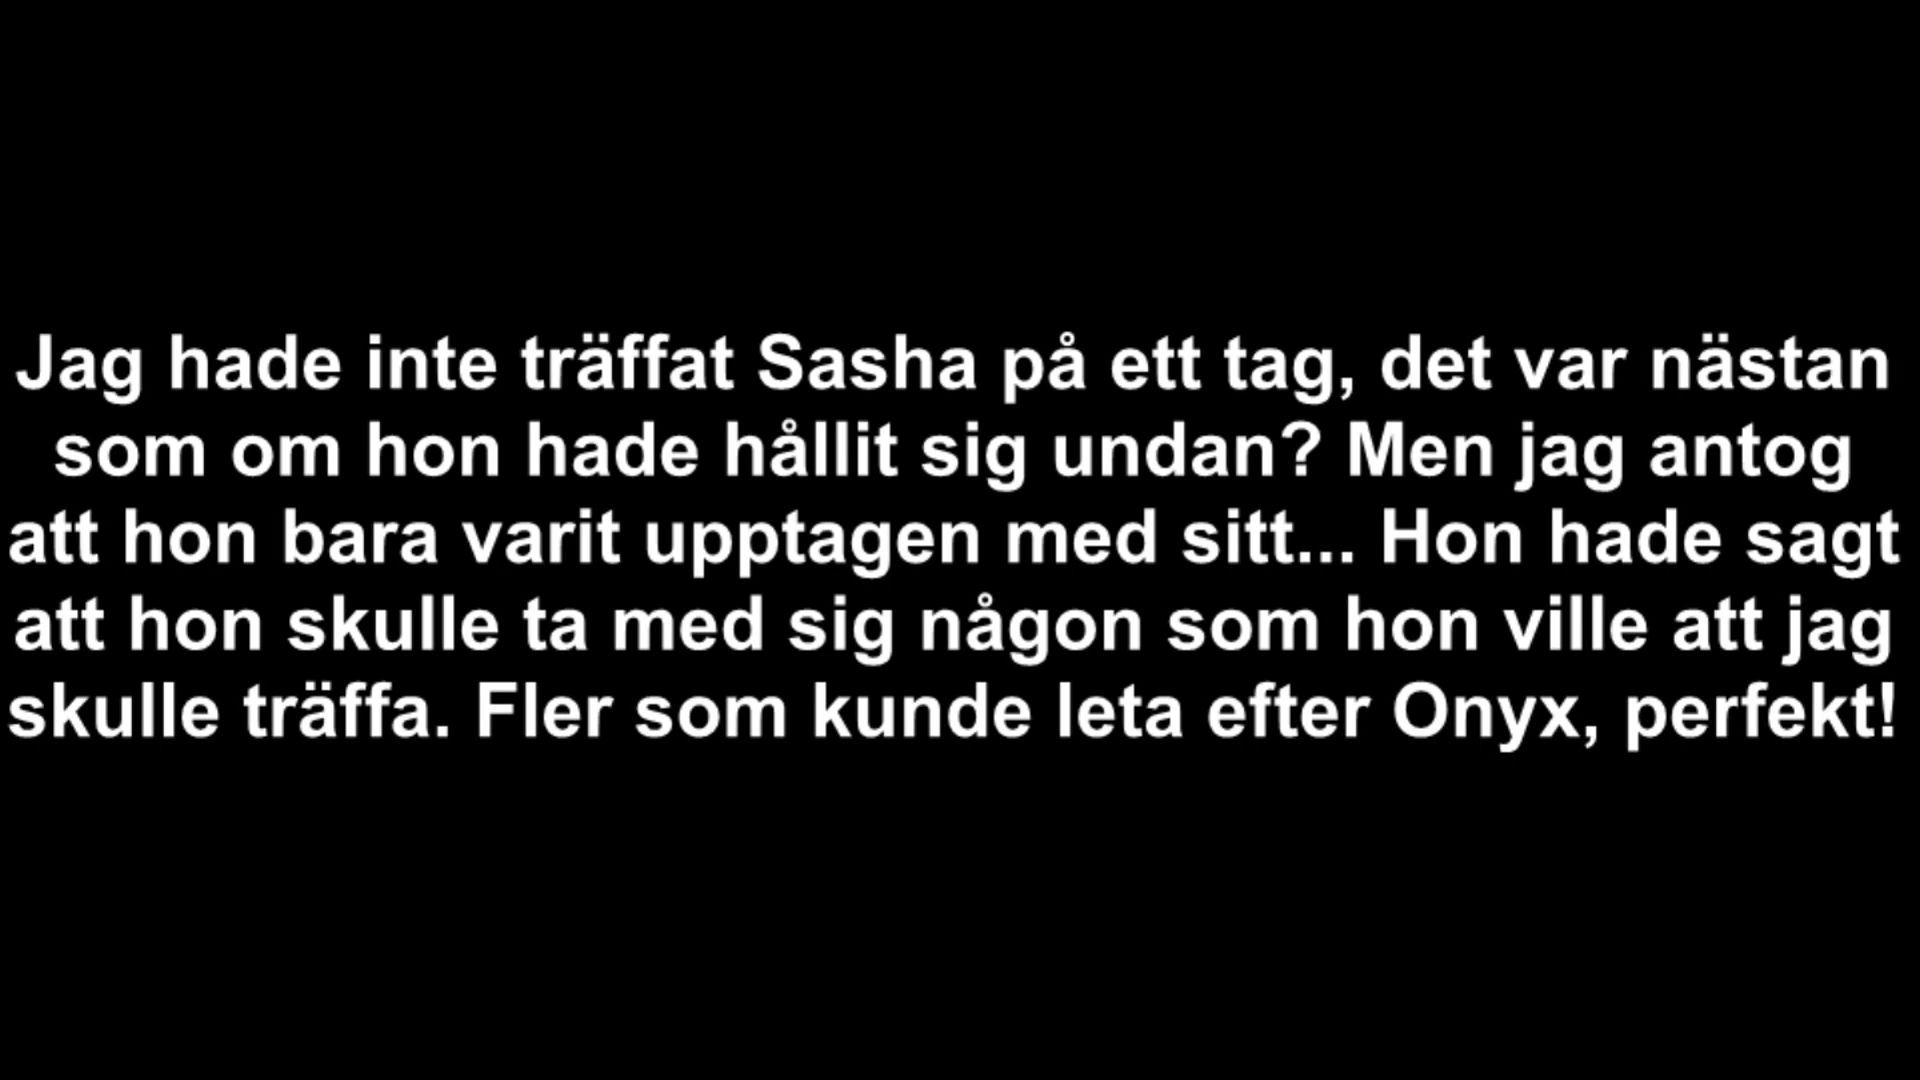 Jag hade inte träffat Sasha på ett tag, det var nästan
som om hon hade hållit sig undan? Men jag antog
att hon bara varit upptagen med sitt... Hon hade sagt
att hon skulle ta med sig någon som hon ville att jag
skulle träffa. Fler som kunde leta efter Onyx, perfekt!